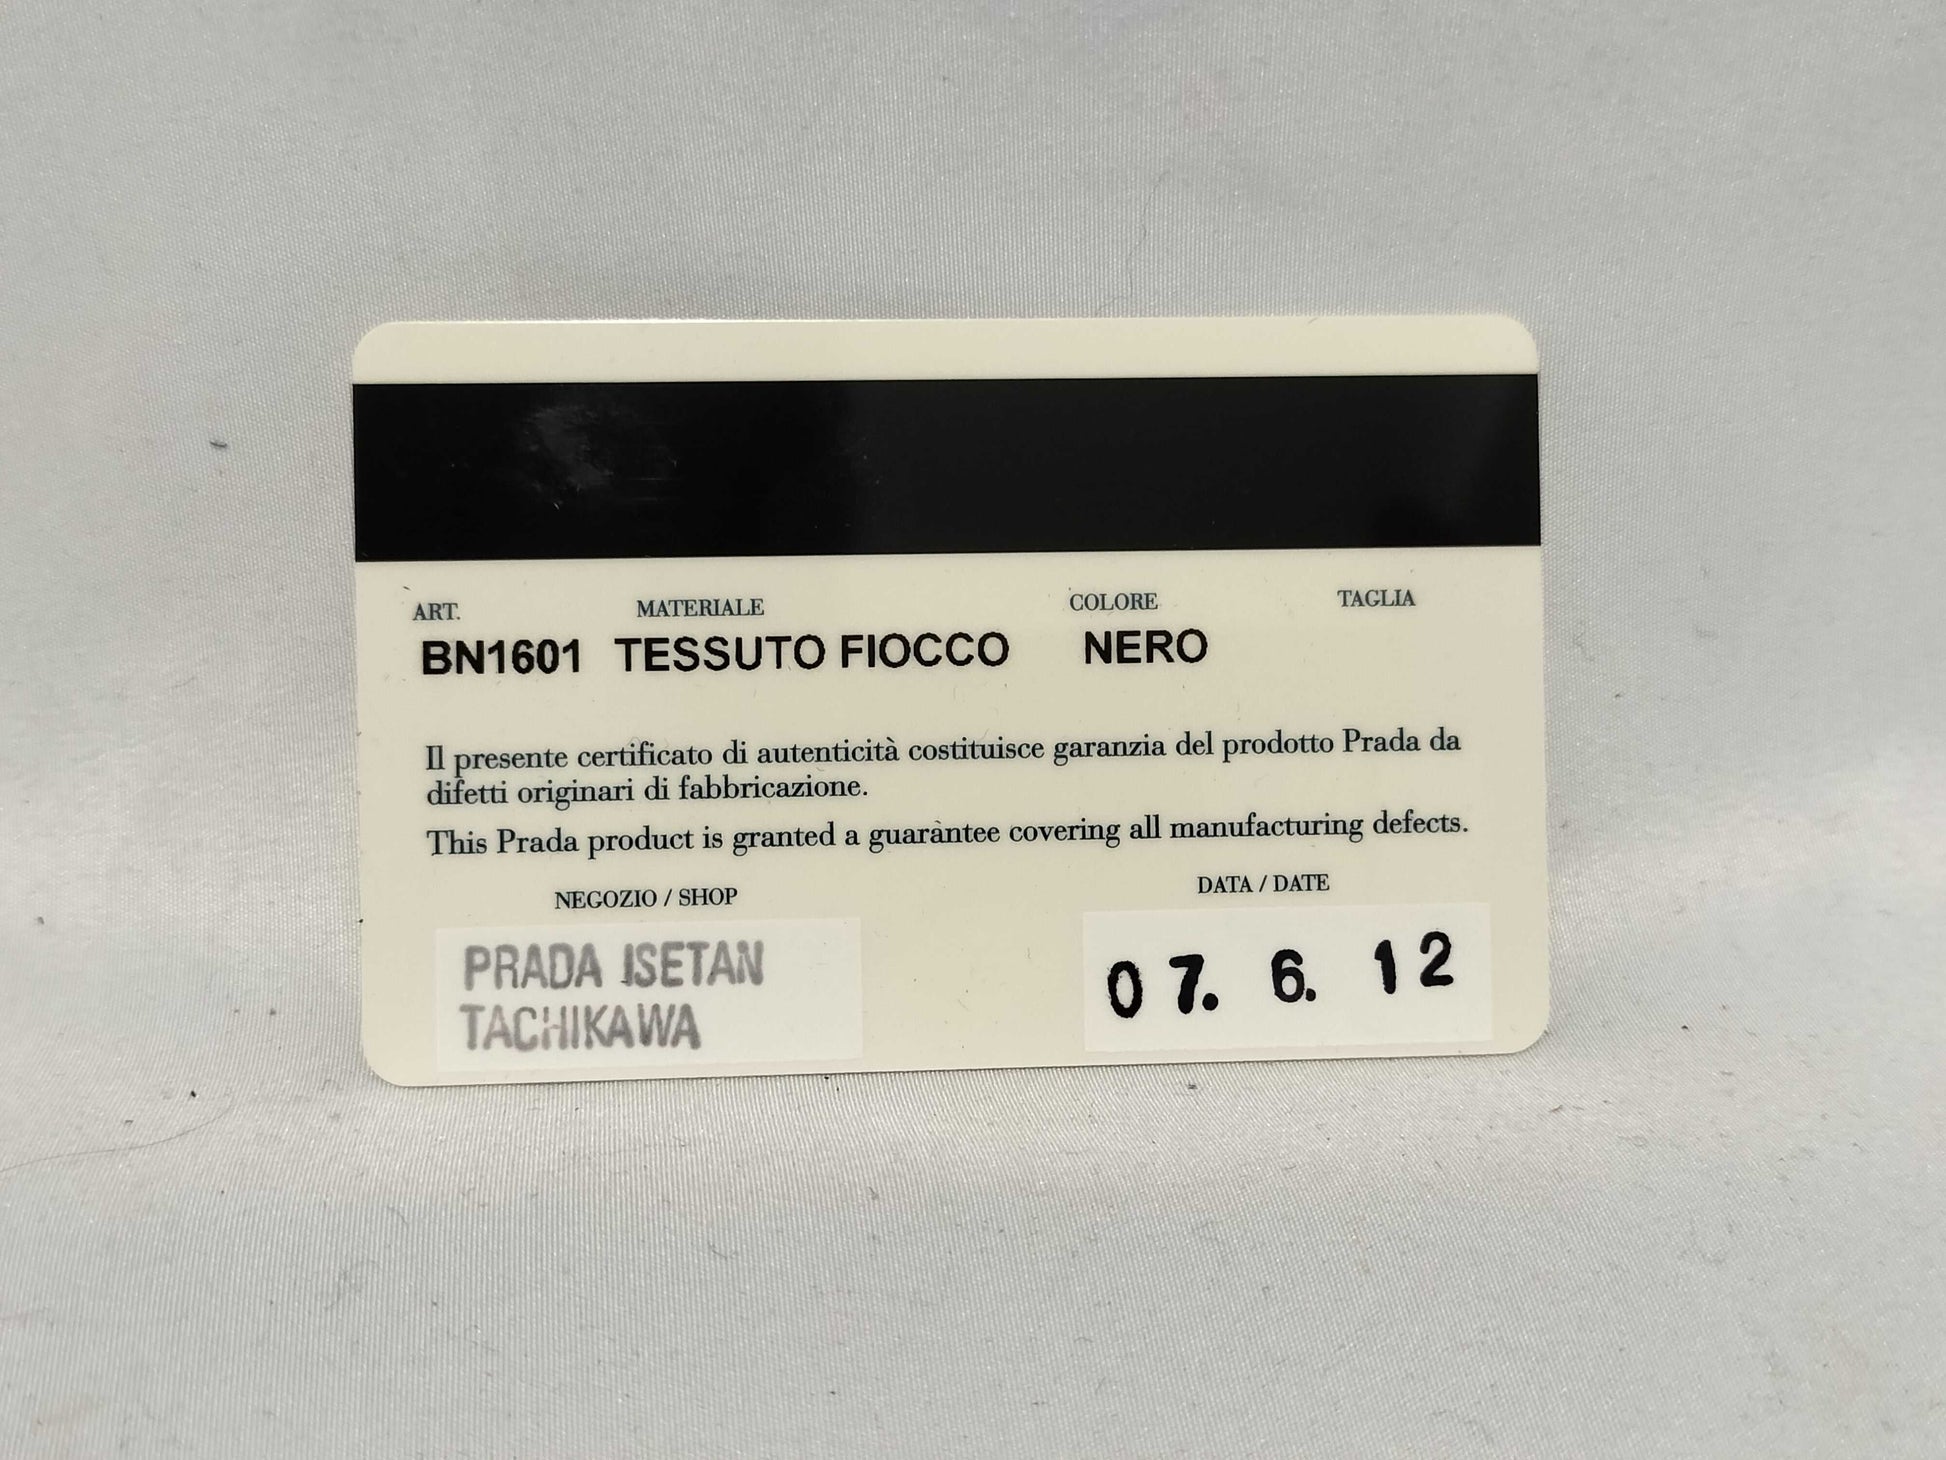 ART. MATERIALE COLORE TAGLIA
BN1601 TESSUTO FIOCCO NERO
Il presente certificato di autenticità costituisce garanzia del prodotto Prada da
difetti originari di fabbricazione.
This Prada product is granted a guarantee covering all manufacturing defects.
NEGOZIO / SHOP DATA / DATE
PRADA ISETAN
TACHIKAWA
07. 6. 12